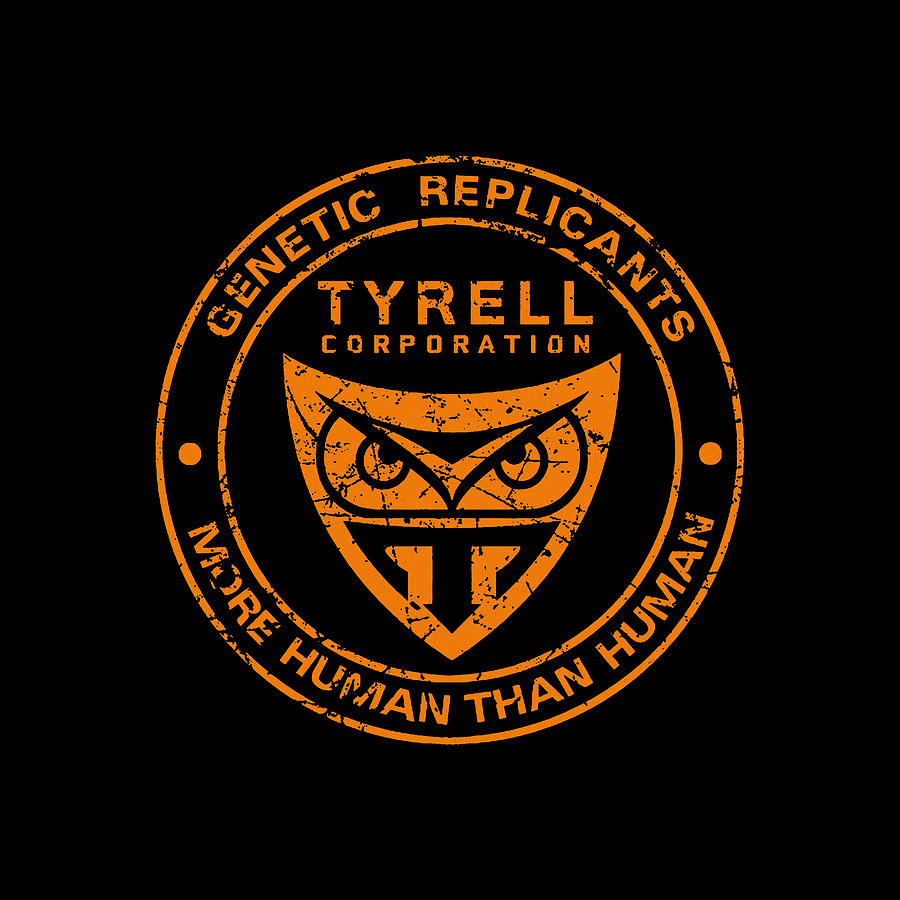 GENETIC REPLICANTS
TYRELL
CORPORATION
MORE HUMAN THAN HUMAN